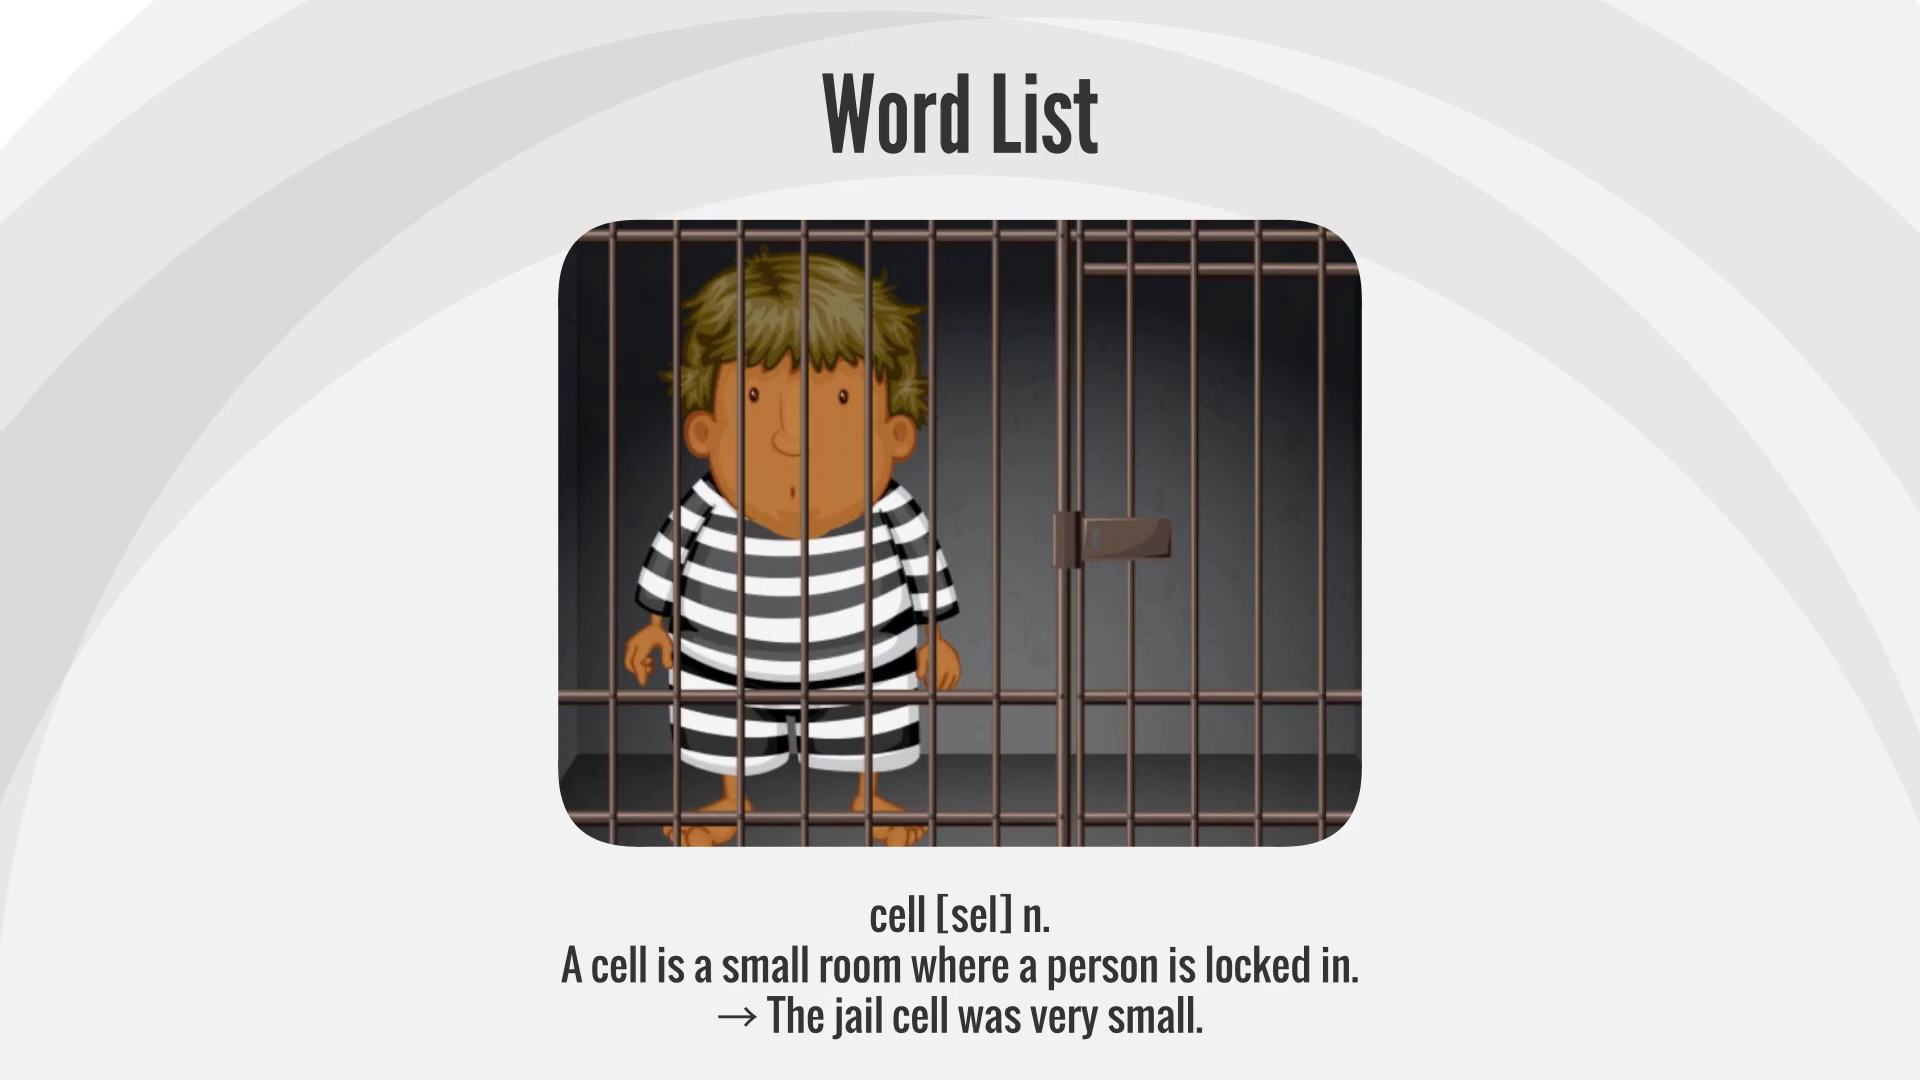 Word List
cell [sel] n.
A cell is a small room where a person is locked in.
→ The jail cell was very small.